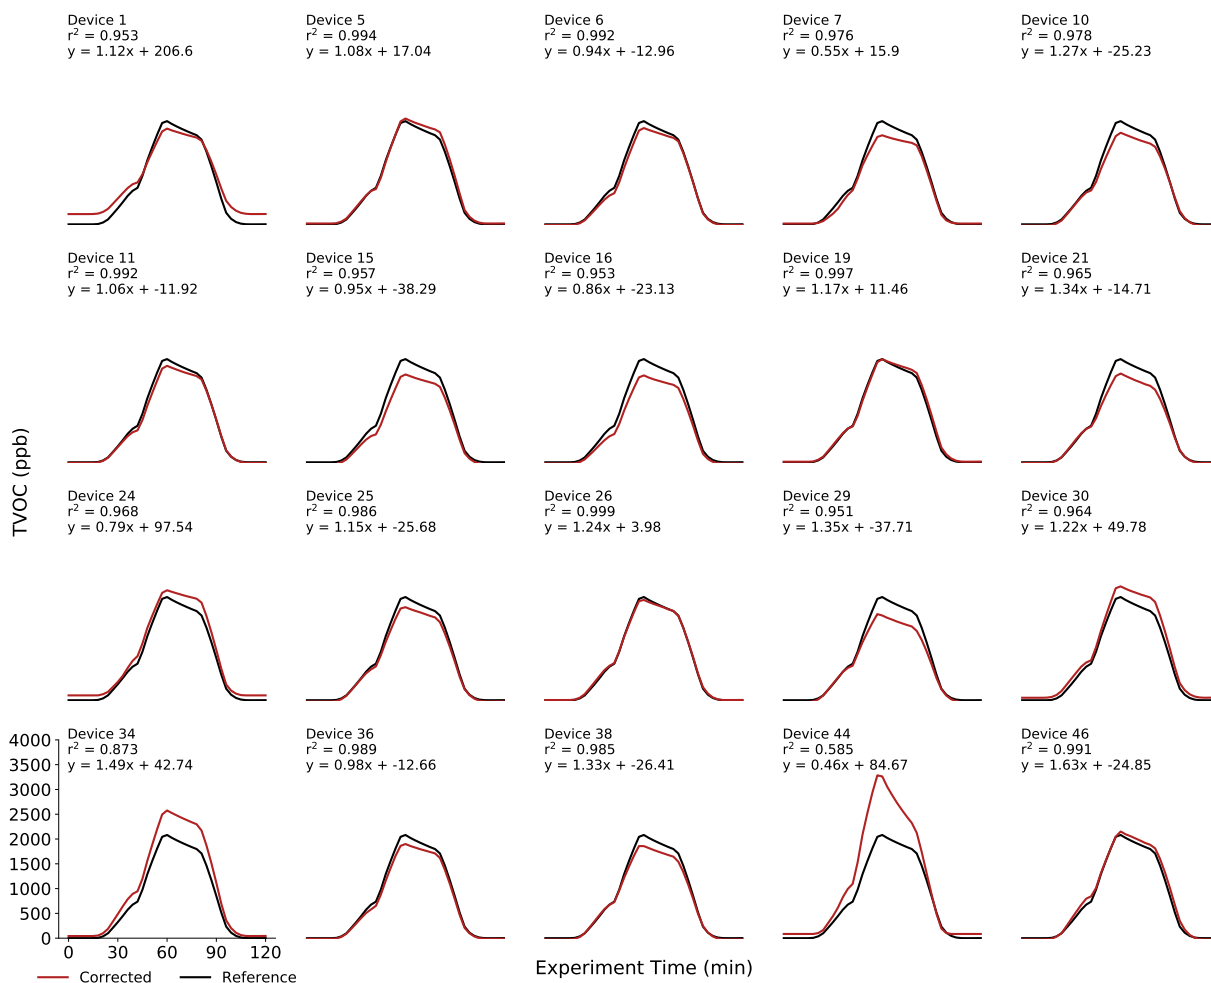 Device 1
r² = 0.953
y = 1.12x + 206.6
Device 5
r² = 0.994
y = 1.08x + 17.04
Device 6
r² = 0.992
y = 0.94x + -12.96
Device 7
r² = 0.976
y = 0.55x + 15.9
Device 10
r² = 0.978
y = 1.27x + -25.23
Device 11
r² = 0.992
y = 1.06x + -11.92
Device 15
r² = 0.957
y = 0.95x + -38.29
Device 16
r² = 0.953
y = 0.86x + -23.13
Device 19
r² = 0.997
y = 1.17x + 11.46
Device 21
r² = 0.965
y = 1.34x + -14.71
TVOC (ppb)
Device 24
r² = 0.968
y = 0.79x + 97.54
Device 25
r² = 0.986
y = 1.15x + -25.68
Device 26
r² = 0.999
y = 1.24x + 3.98
Device 29
r² = 0.951
y = 1.35x + -37.71
Device 30
r² = 0.964
y = 1.22x + 49.78
Device 34
r² = 0.873
y = 1.49x + 42.74
Device 36
r² = 0.989
y = 0.98x + -12.66
Device 38
r² = 0.985
y = 1.33x + -26.41
Device 44
r² = 0.585
y = 0.46x + 84.67
Device 46
r² = 0.991
y = 1.63x + -24.85
4000
3500
3000
2500
2000
1500
1000
500
0
0 30 60 90 120
Experiment Time (min)
Corrected Reference